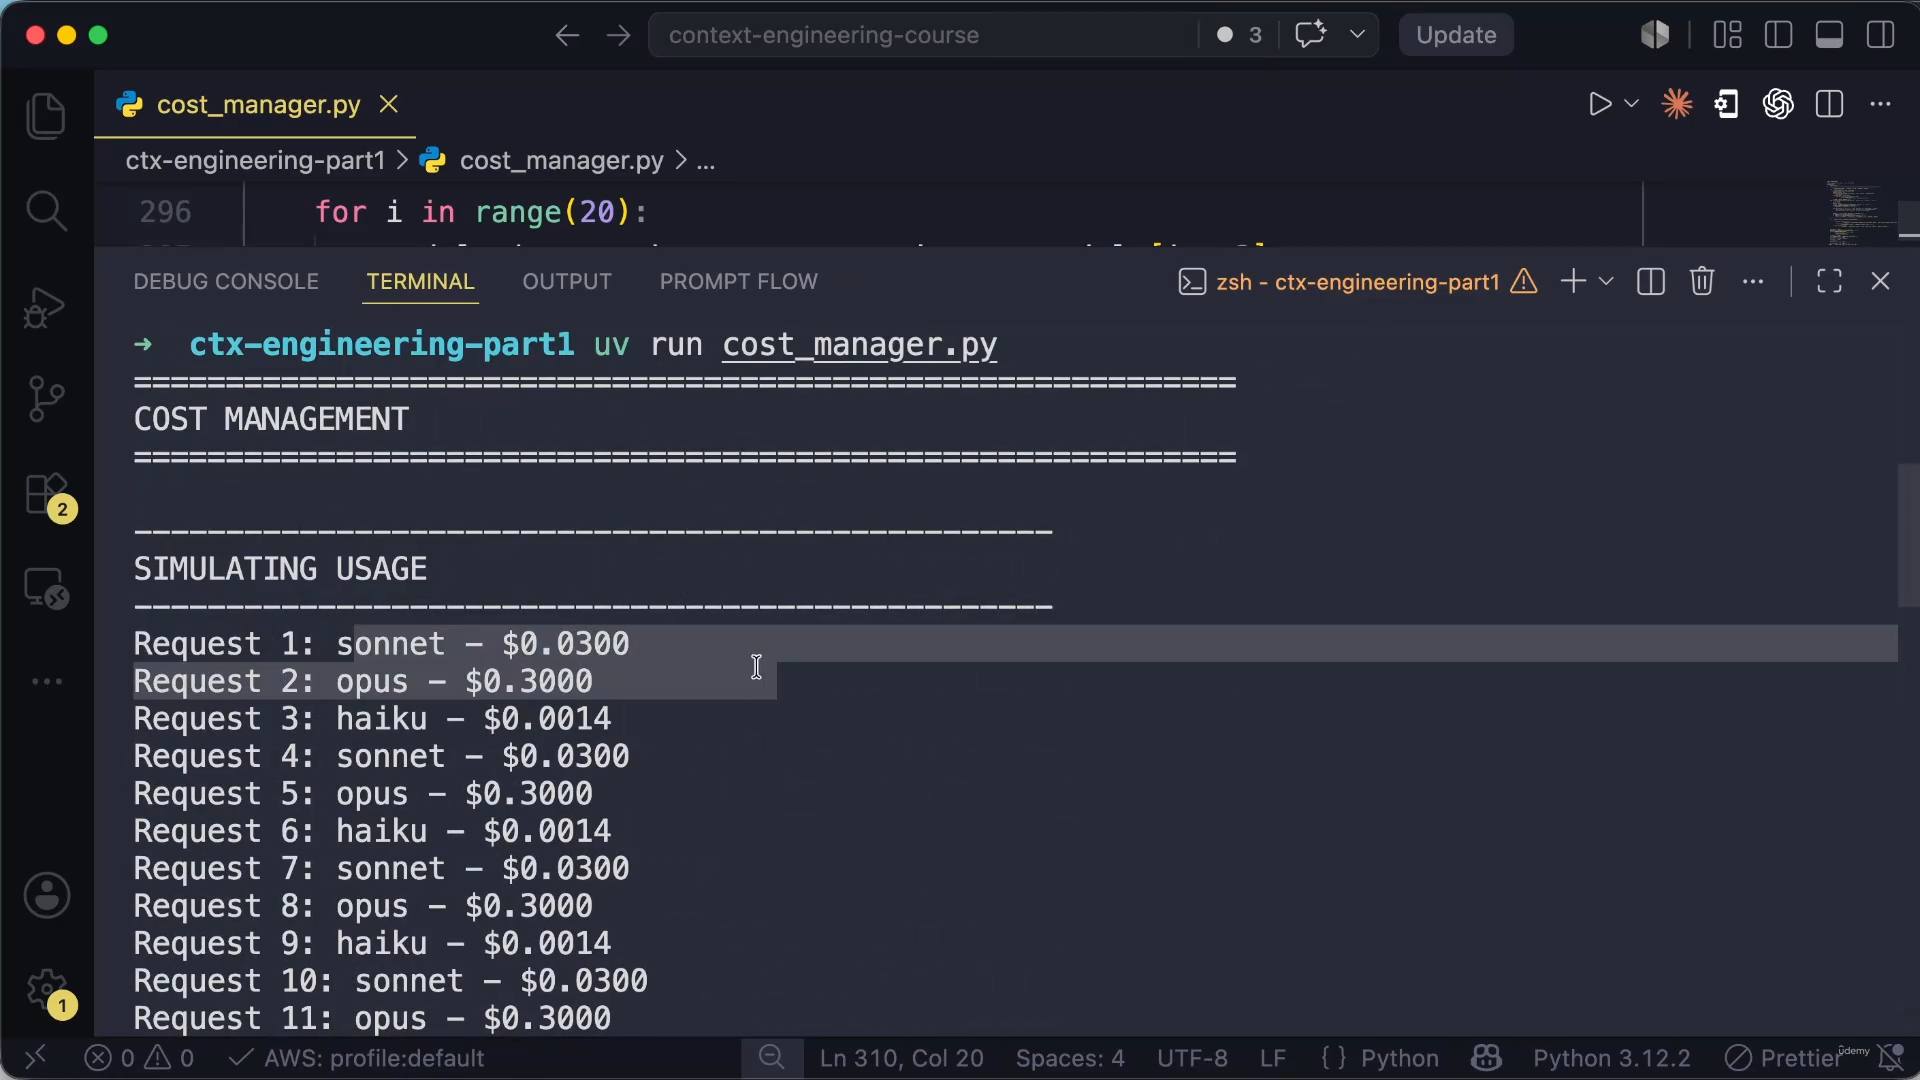 context-engineering-course
3
Update
cost_manager.py
ctx-engineering-part1 > cost_manager.py > ...
296 for i in range(20):
DEBUG CONSOLE TERMINAL OUTPUT PROMPT FLOW
zsh - ctx-engineering-part1
→ ctx-engineering-part1 uv run cost_manager.py
============================================================
COST MANAGEMENT
============================================================
--------------------------------------------------
SIMULATING USAGE
--------------------------------------------------
Request 1: sonnet - $0.0300
Request 2: opus - $0.3000
Request 3: haiku - $0.0014
Request 4: sonnet - $0.0300
Request 5: opus - $0.3000
Request 6: haiku - $0.0014
Request 7: sonnet - $0.0300
Request 8: opus - $0.3000
Request 9: haiku - $0.0014
Request 10: sonnet - $0.0300
Request 11: opus - $0.3000
2
1
0 0 AWS: profile:default
Ln 310, Col 20 Spaces: 4 UTF-8 LF {} Python Python 3.12.2 Prettier
udemy